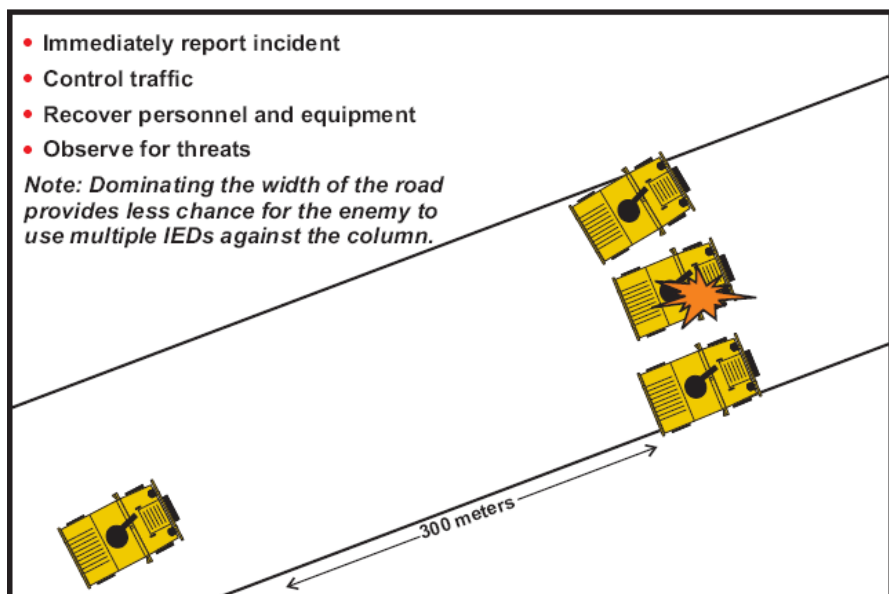 • Immediately report incident
• Control traffic
• Recover personnel and equipment
• Observe for threats
Note: Dominating the width of the road
provides less chance for the enemy to
use multiple IEDs against the column.
300 meters